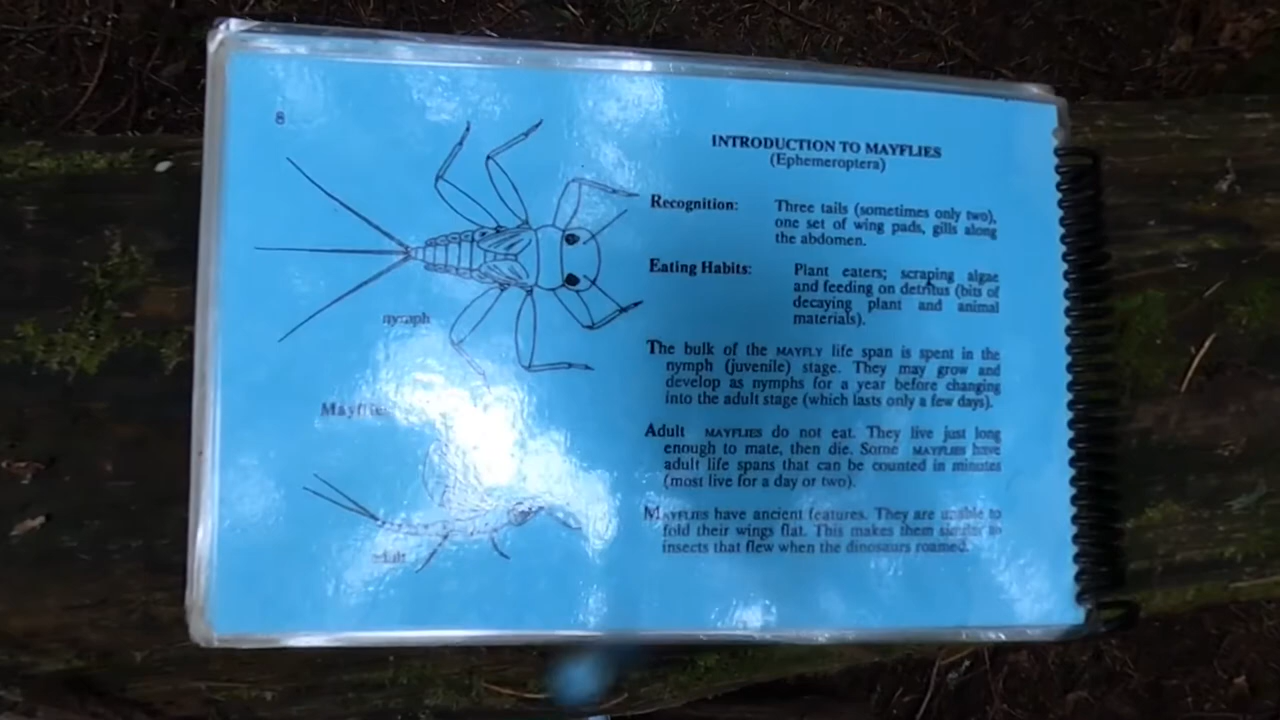 8
INTRODUCTION TO MAYFLIES
(Ephemeroptera)
Recognition: Three tails (sometimes only two),
one set of wing pads, gills along
the abdomen.
Eating Habits: Plant eaters; scraping algae
and feeding on detritus (bits of
decaying plant and animal
materials).
nymph
The bulk of the MAYFLY life span is spent in the
nymph (juvenile) stage. They may grow and
develop as nymphs for a year before changing
into the adult stage (which lasts only a few days).
Mayflies
Adult MAYFLIES do not eat. They live just long
enough to mate, then die. Some MAYFLIES have
adult life spans that can be counted in minutes
(most live for a day or two).
MAYFLIES have ancient features. They are unable to
fold their wings flat. This makes them similar to
insects that flew when the dinosaurs roamed.
adult